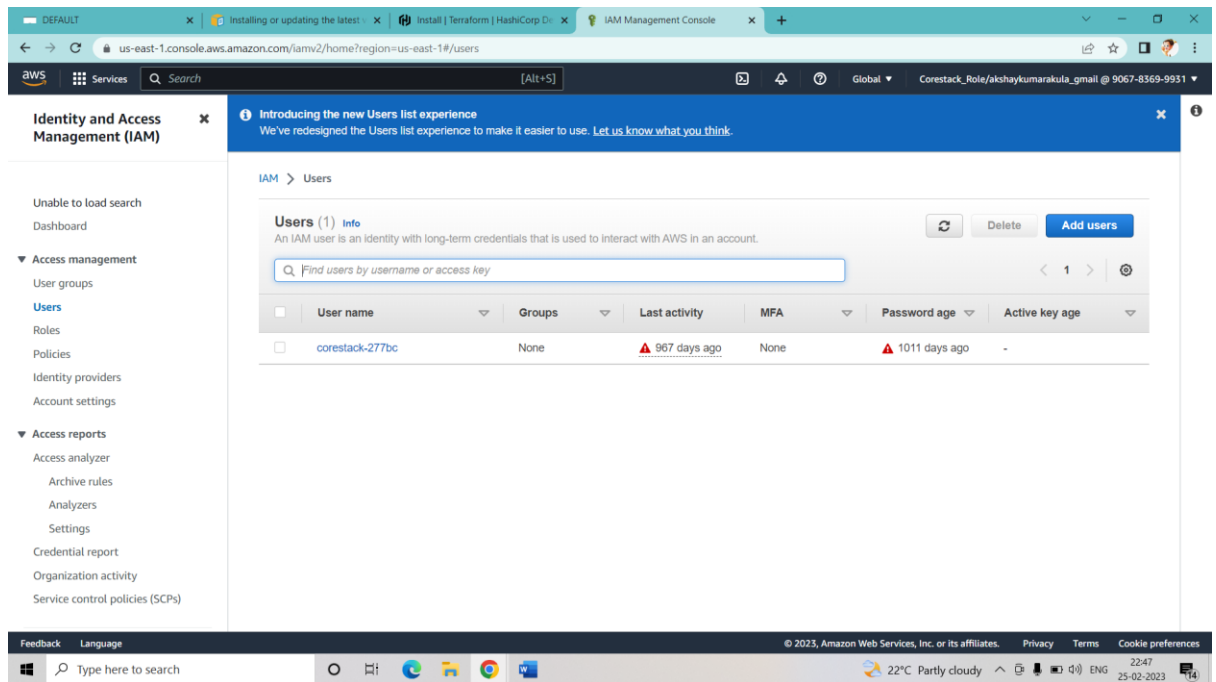 DEFAULT
Installing or updating the latest v
Install | Terraform | HashiCorp De
IAM Management Console
us-east-1.console.aws.amazon.com/iamv2/home?region=us-east-1#/users
aws Services Search [Alt+S] Global Corestack_Role/akshaykumarakula_gmail @ 9067-8369-9931
Identity and Access
Management (IAM)
Unable to load search
Dashboard
Access management
User groups
Users
Roles
Policies
Identity providers
Account settings
Access reports
Access analyzer
Archive rules
Analyzers
Settings
Credential report
Organization activity
Service control policies (SCPs)
Introducing the new Users list experience
We've redesigned the Users list experience to make it easier to use. Let us know what you think.
IAM > Users
Users (1) Info
An IAM user is an identity with long-term credentials that is used to interact with AWS in an account.
Delete
Add users
Find users by username or access key
< 1 >
User name Groups Last activity MFA Password age Active key age
corestack-277bc None 967 days ago None 1011 days ago -
Feedback Language © 2023, Amazon Web Services, Inc. or its affiliates. Privacy Terms Cookie preferences
Type here to search 22°C Partly cloudy ENG 22:47
25-02-2023
14